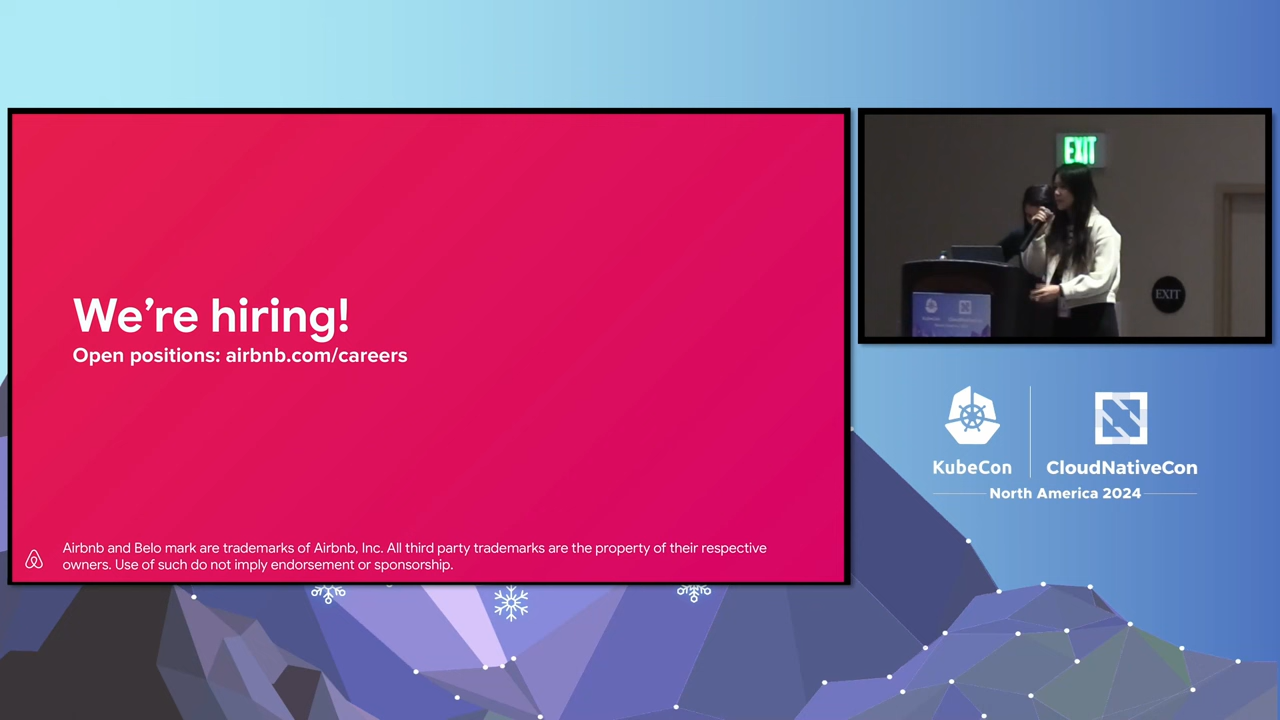 We're hiring!
Open positions: airbnb.com/careers
Airbnb and Belo mark are trademarks of Airbnb, Inc. All third party trademarks are the property of their respective
owners. Use of such do not imply endorsement or sponsorship.
EXIT
EXIT
KubeCon
CloudNativeCon
North America 2024